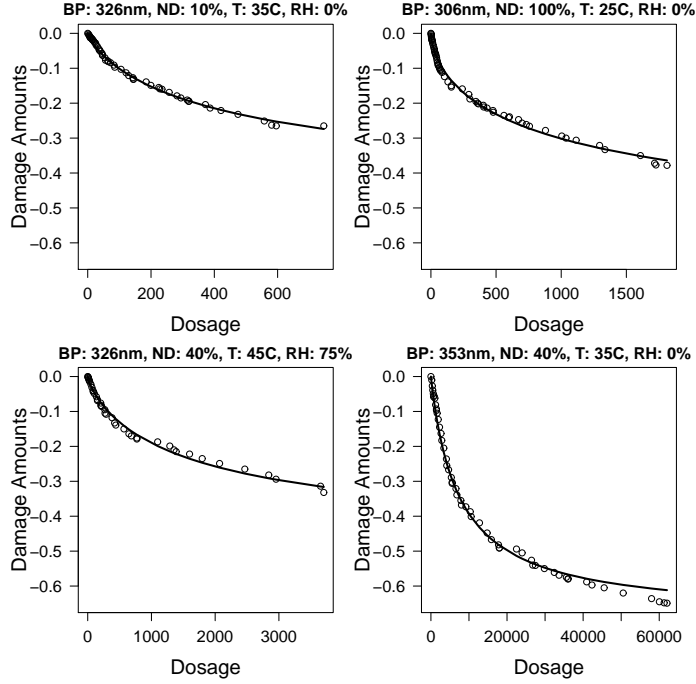 BP: 326nm, ND: 10%, T: 35C, RH: 0%
Damage Amounts
0.0
−0.1
−0.2
−0.3
−0.4
−0.5
−0.6
0 200 400 600
Dosage
BP: 306nm, ND: 100%, T: 25C, RH: 0%
Damage Amounts
0.0
−0.1
−0.2
−0.3
−0.4
−0.5
−0.6
0 500 1000 1500
Dosage
BP: 326nm, ND: 40%, T: 45C, RH: 75%
Damage Amounts
0.0
−0.1
−0.2
−0.3
−0.4
−0.5
−0.6
0 1000 2000 3000
Dosage
BP: 353nm, ND: 40%, T: 35C, RH: 0%
Damage Amounts
0.0
−0.1
−0.2
−0.3
−0.4
−0.5
−0.6
0 20000 40000 60000
Dosage